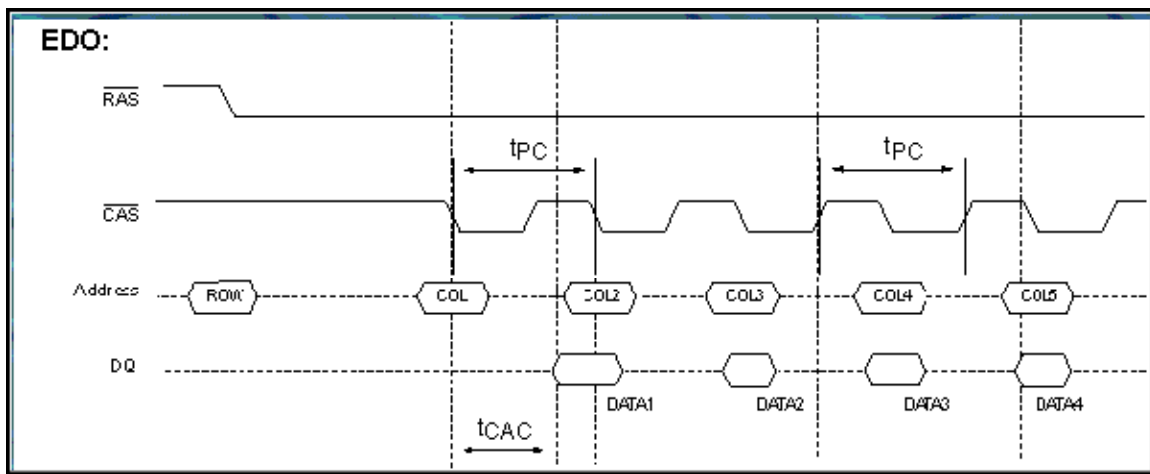 EDO:
RAS
tPC tPC
CAS
Address ROW COL COL2 COL3 COL4 COL5
DQ
DATA1 DATA2 DATA3 DATA4
tCAC